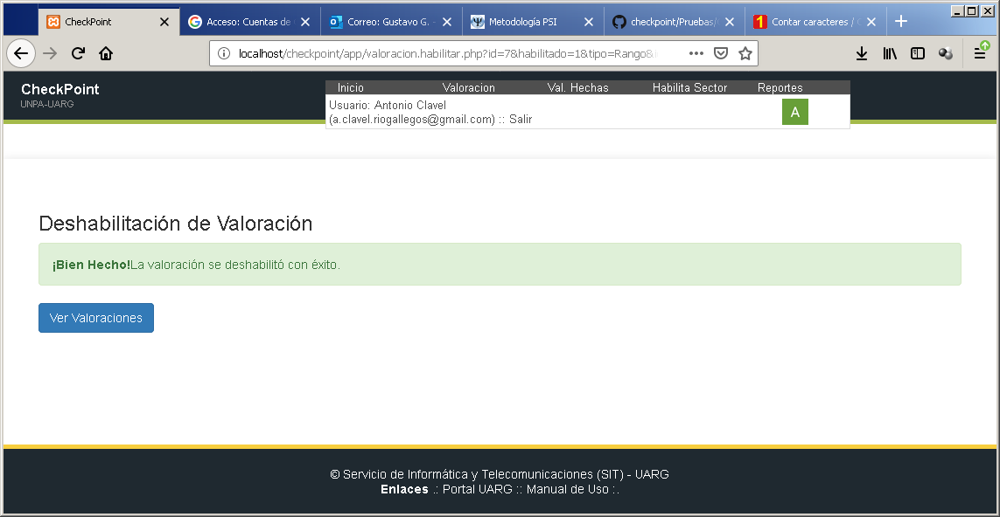 CheckPoint
Acceso: Cuentas de
Correo: Gustavo G. -
Metodología PSI
checkpoint/Pruebas/
Contar caracteres /
localhost/checkpoint/app/valoracion.habilitar.php?id=7&habilitado=1&tipo=Rango&
CheckPoint
UNPA-UARG
Inicio Valoracion Val. Hechas Habilita Sector Reportes
Usuario: Antonio Clavel
(a.clavel.riogallegos@gmail.com) :: Salir
A
Deshabilitación de Valoración
¡Bien Hecho!La valoración se deshabilitó con éxito.
Ver Valoraciones
© Servicio de Informática y Telecomunicaciones (SIT) - UARG
Enlaces .: Portal UARG :: Manual de Uso :.